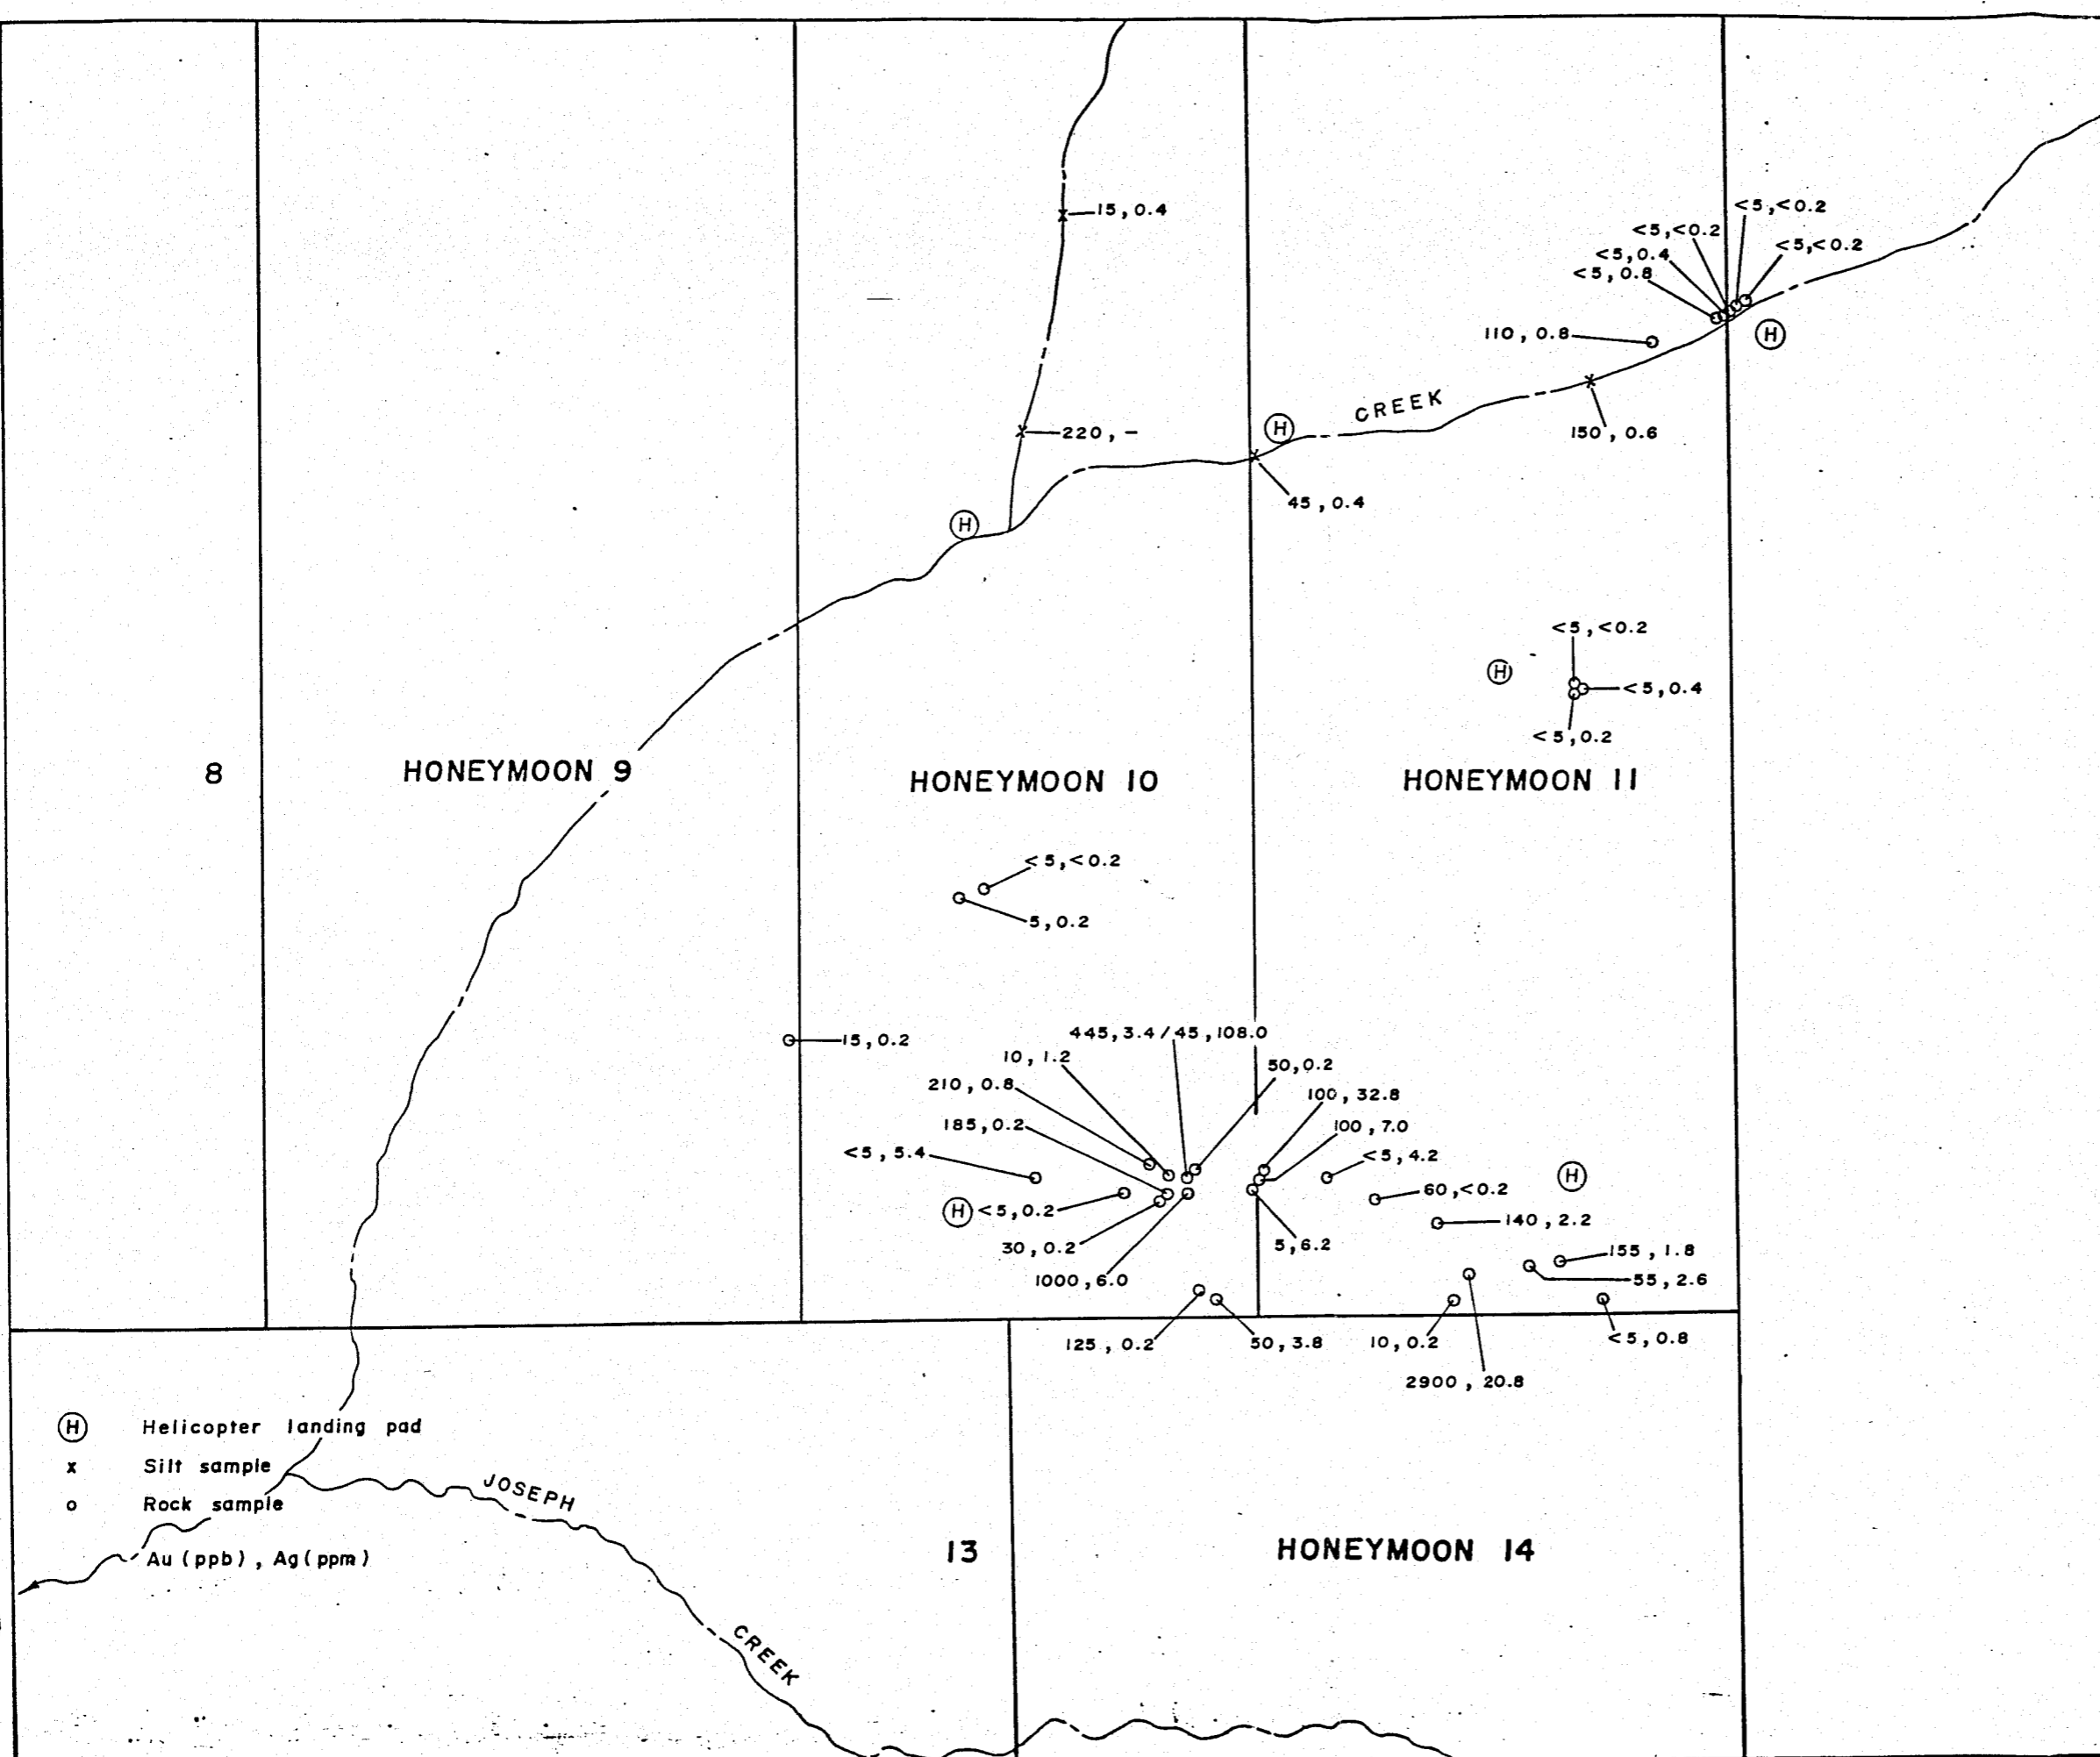 15,0.4
<5,<0.2
<5,<0.2
<5,<0.2
<5,0.4
<5,0.8
110,0.8
H
CREEK
H
220,-
150,0.6
45,0.4
H
<5,<0.2
H
<5,0.4
<5,0.2
8
HONEYMOON 9
HONEYMOON 10
HONEYMOON 11
<5,<0.2
5,0.2
15,0.2
445,3.4/45,108.0
10,1.2
50,0.2
210,0.8
100,32.8
185,0.2
100,7.0
<5,5.4
<5,4.2
H
60,<0.2
H
<5,0.2
140,2.2
30,0.2
5,6.2
155,1.8
1000,6.0
55,2.6
125,0.2
50,3.8
10,0.2
<5,0.8
2900,20.8
H Helicopter landing pad
x Silt sample
o Rock sample
Au(ppb), Ag(ppm)
JOSEPH
CREEK
13
HONEYMOON 14